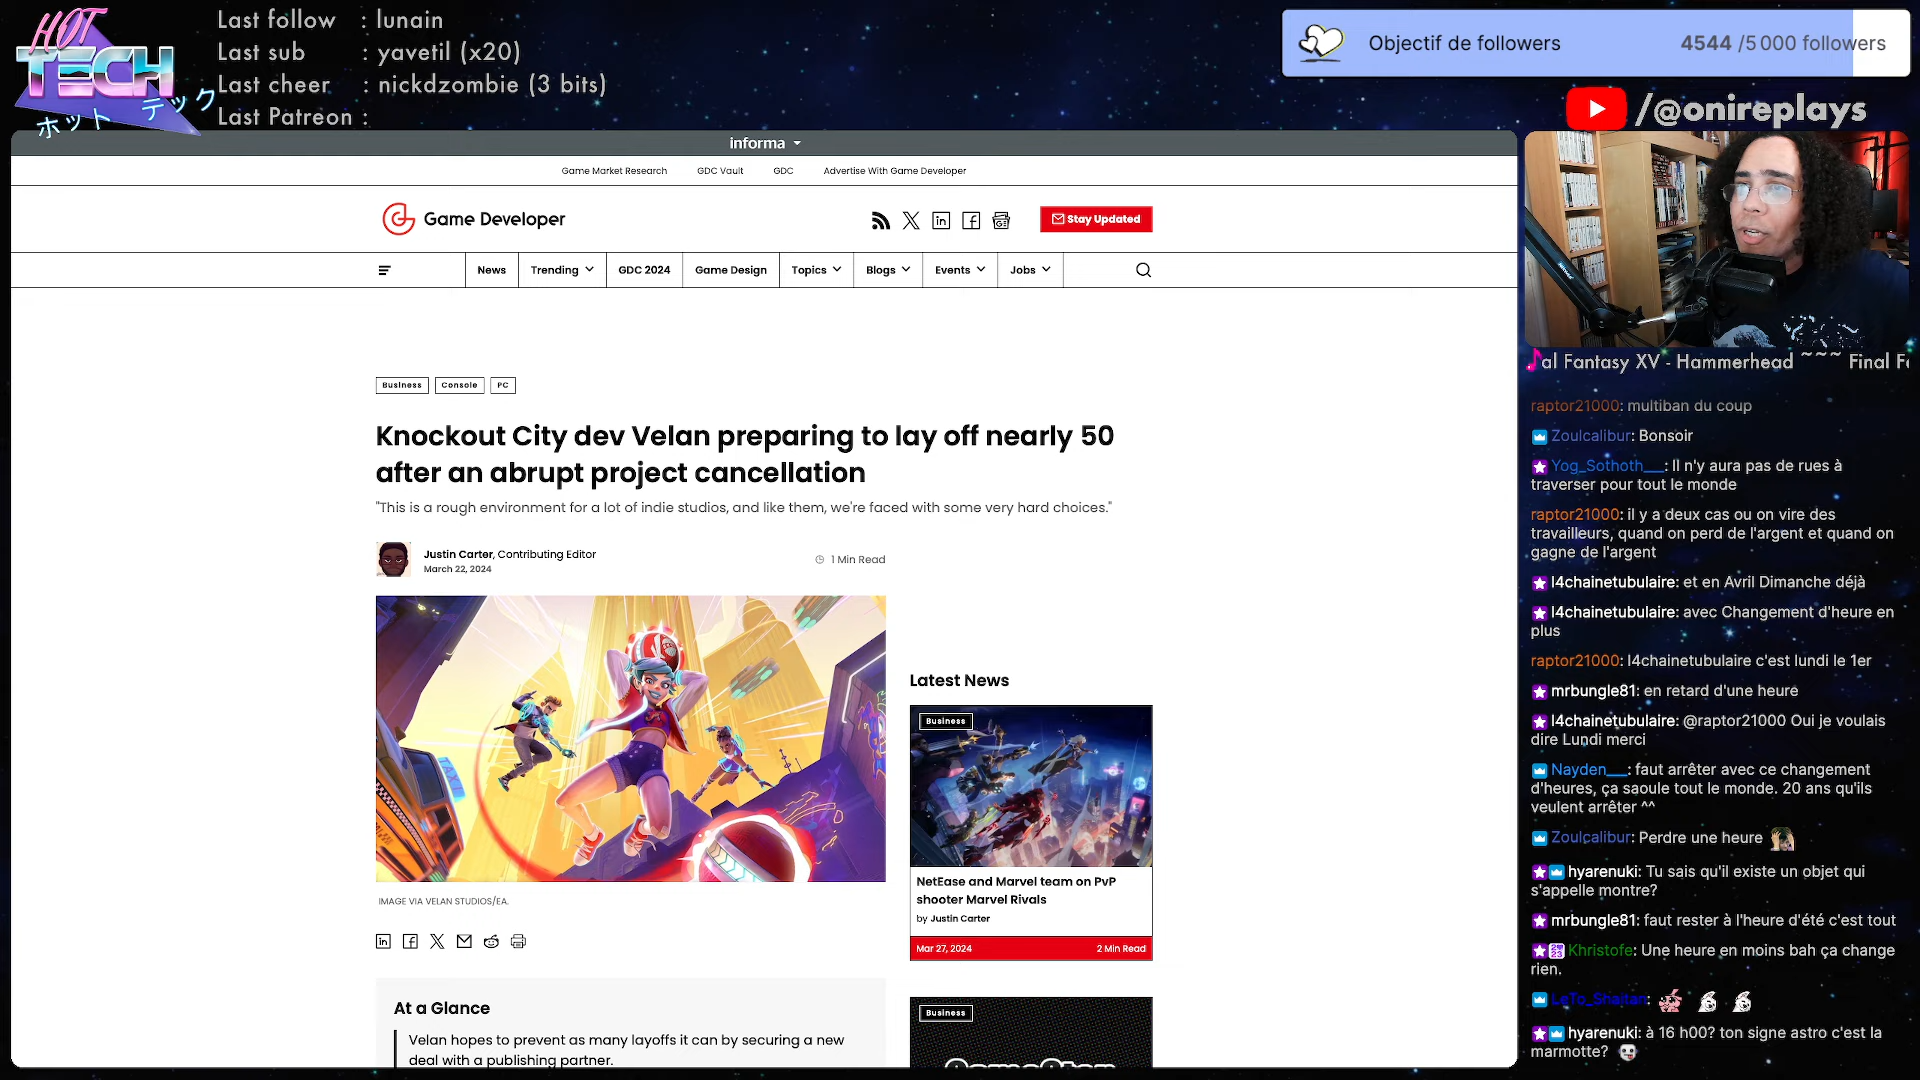 HOT
TECH
ホット テック
Last follow : lunain
Last sub : yavetil (x20)
Last cheer : nickdzombie (3 bits)
Last Patreon :
Objectif de followers 4544 /5 000 followers
/@onireplays
informa
Game Market Research GDC Vault GDC Advertise With Game Developer
Game Developer
Stay Updated
News Trending GDC 2024 Game Design Topics Blogs Events Jobs
Business Console PC
Knockout City dev Velan preparing to lay off nearly 50
after an abrupt project cancellation
"This is a rough environment for a lot of indie studios, and like them, we're faced with some very hard choices."
Justin Carter, Contributing Editor
March 22, 2024
1 Min Read
TAXI
IMAGE VIA VELAN STUDIOS/EA.
At a Glance
Velan hopes to prevent as many layoffs it can by securing a new
deal with a publishing partner.
Latest News
Business
NetEase and Marvel team on PvP
shooter Marvel Rivals
by Justin Carter
Mar 27, 2024 2 Min Read
Business
GameStop
al Fantasy XV - Hammerhead ~~~ Final Fa
raptor21000: multiban du coup
Zoulcalibur: Bonsoir
Yog_Sothoth___: Il n'y aura pas de rues à
traverser pour tout le monde
raptor21000: il y a deux cas ou on vire des
travailleurs, quand on perd de l'argent et quand on
gagne de l'argent
l4chainetubulaire: et en Avril Dimanche déjà
l4chainetubulaire: avec Changement d'heure en
plus
raptor21000: l4chainetubulaire c'est lundi le 1er
mrbungle81: en retard d'une heure
l4chainetubulaire: @raptor21000 Oui je voulais
dire Lundi merci
Nayden___: faut arrêter avec ce changement
d'heures, ça saoule tout le monde. 20 ans qu'ils
veulent arrêter ^^
Zoulcalibur: Perdre une heure
hyarenuki: Tu sais qu'il existe un objet qui
s'appelle montre?
mrbungle81: faut rester à l'heure d'été c'est tout
Khristofe: Une heure en moins bah ça change
rien.
LeTo_Shaitan:
hyarenuki: à 16 h00? ton signe astro c'est la
marmotte?